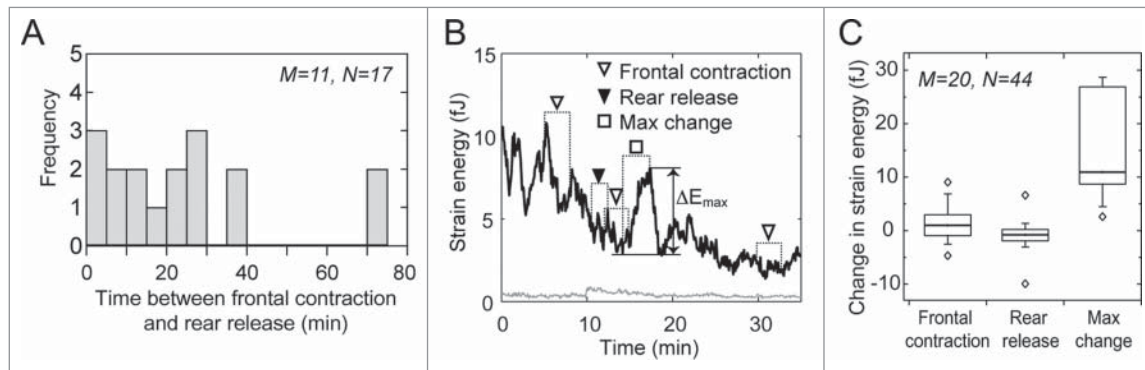 A
M=11, N=17
Frequency
5
4
3
2
1
0
0 20 40 60 80
Time between frontal contraction
and rear release (min)
B
Strain energy (fJ)
15
10
5
0
▽ Frontal contraction
▼ Rear release
□ Max change
ΔEmax
0 10 20 30
Time (min)
C
M=20, N=44
Change in strain energy (fJ)
30
20
10
0
-10
Frontal contraction
Rear release
Max change